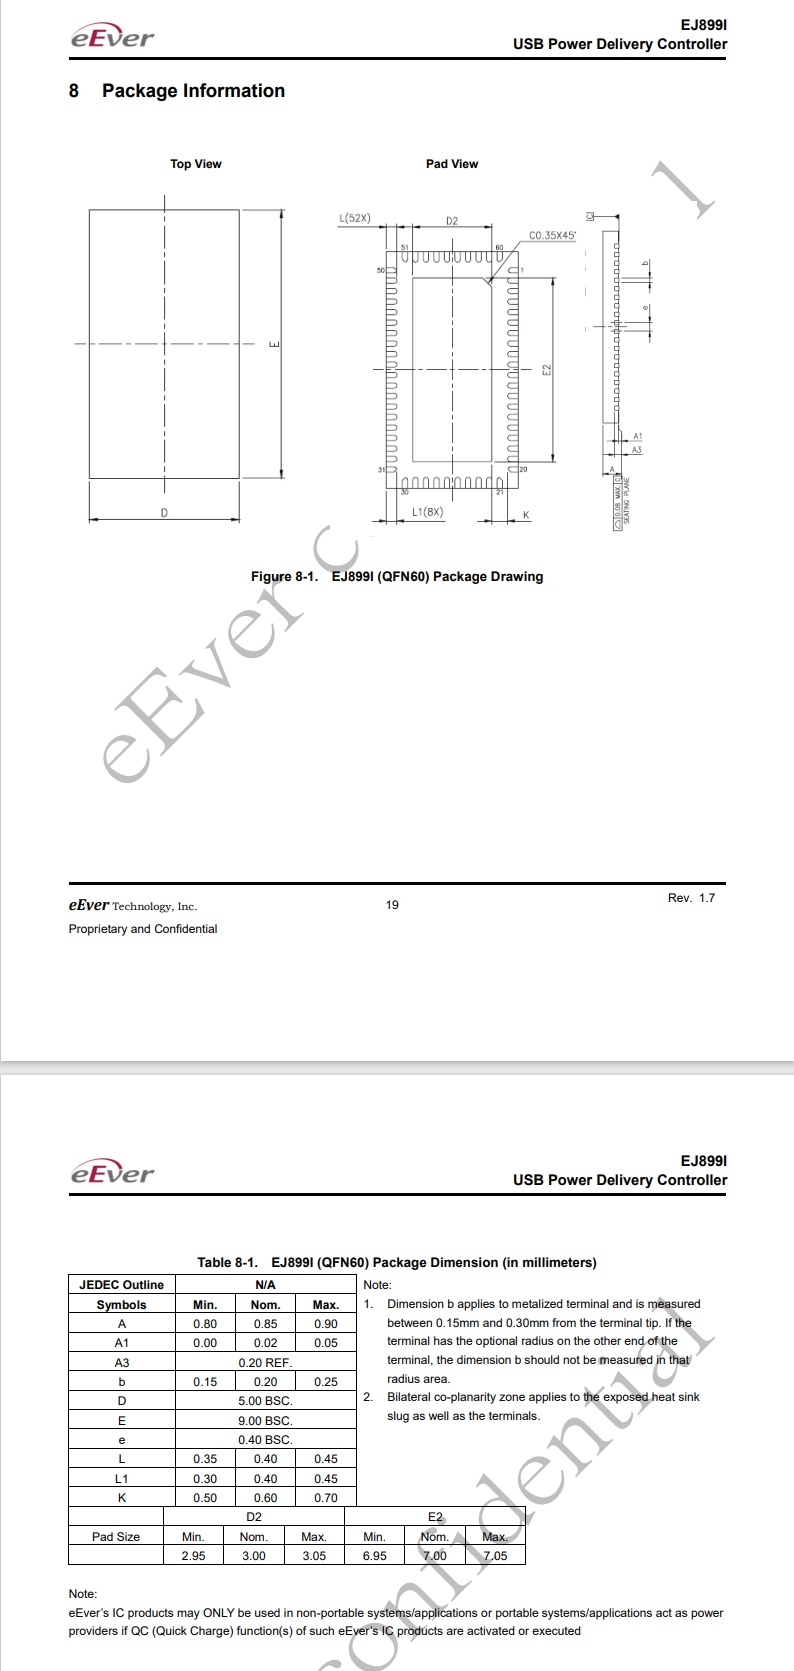 eEver
EJ899I
USB Power Delivery Controller
8 Package Information
Top View
Pad View
L(52X)
D2
C0.35X45°
51
60
50
1
E
E2
D
31
20
30
21
L1(8X)
K
C
b
e
A1
A3
A
0.08 MAX. C
SEATING PLANE
Figure 8-1. EJ899I (QFN60) Package Drawing
eEver c
l
eEver Technology, Inc.
19
Rev. 1.7
Proprietary and Confidential
eEver
EJ899I
USB Power Delivery Controller
Table 8-1. EJ899I (QFN60) Package Dimension (in millimeters)
JEDEC Outline N/A
Symbols Min. Nom. Max.
A 0.80 0.85 0.90
A1 0.00 0.02 0.05
A3 0.20 REF.
b 0.15 0.20 0.25
D 5.00 BSC.
E 9.00 BSC.
e 0.40 BSC.
L 0.35 0.40 0.45
L1 0.30 0.40 0.45
K 0.50 0.60 0.70
D2 E2
Pad Size Min. Nom. Max. Min. Nom. Max.
2.95 3.00 3.05 6.95 7.00 7.05
Note:
1. Dimension b applies to metalized terminal and is measured
between 0.15mm and 0.30mm from the terminal tip. If the
terminal has the optional radius on the other end of the
terminal, the dimension b should not be measured in that
radius area.
2. Bilateral co-planarity zone applies to the exposed heat sink
slug as well as the terminals.
onfidential
Note:
eEver's IC products may ONLY be used in non-portable systems/applications or portable systems/applications act as power
providers if QC (Quick Charge) function(s) of such eEver's IC products are activated or executed